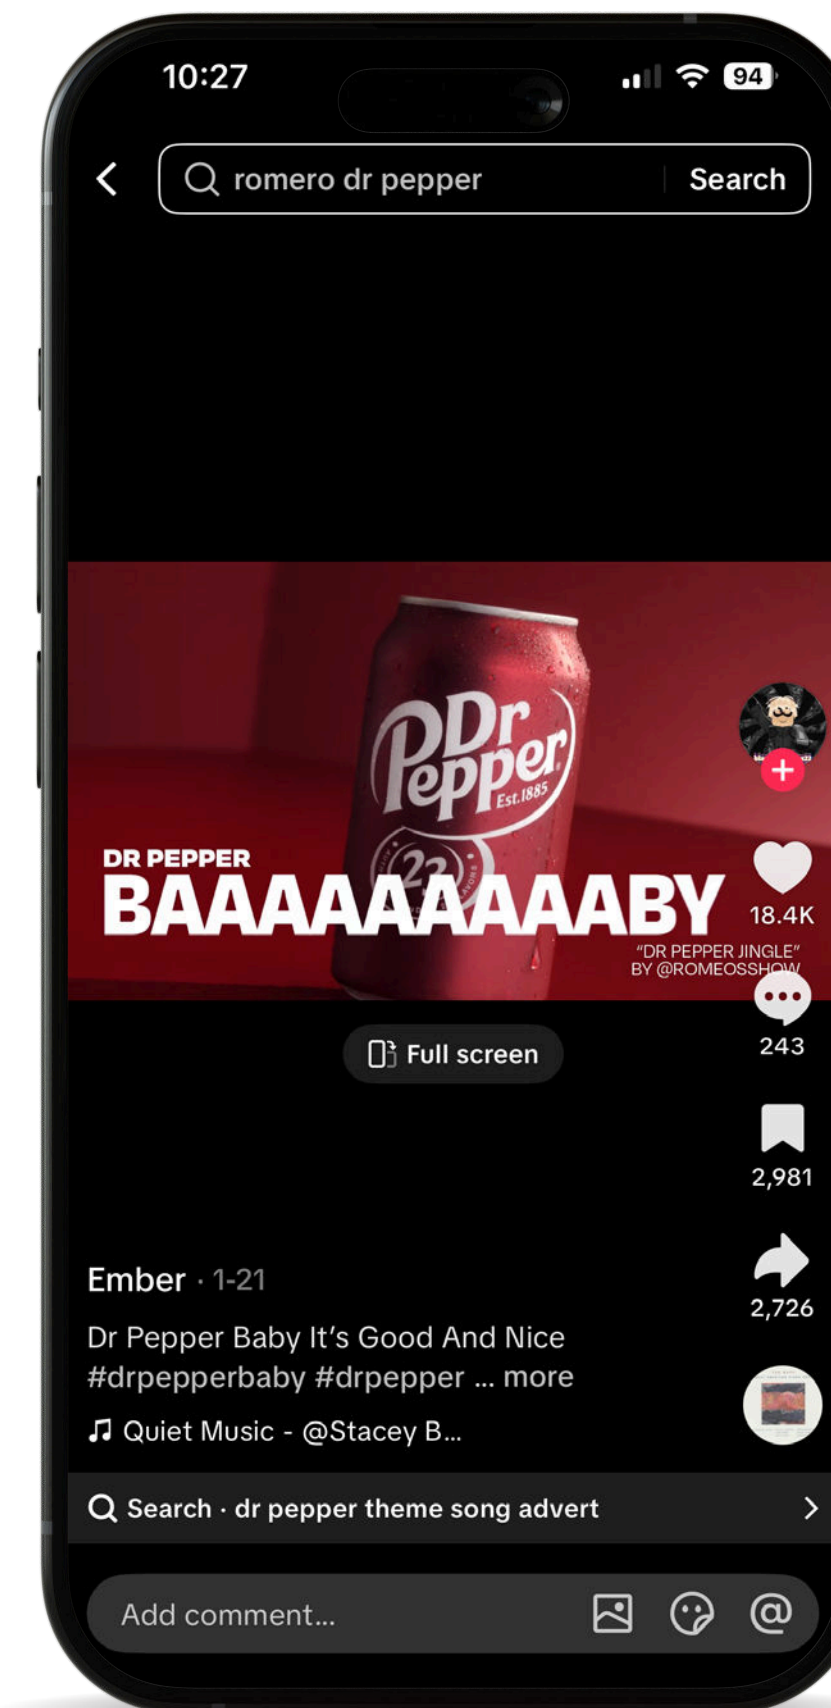 10:27
94
romero dr pepper
Search
Dr
Pepper
Est.1885
23
DR PEPPER
BAAAAAAAAAABY
"DR PEPPER JINGLE"
BY @ROMEOSSHOW
18.4K
243
Full screen
2,981
2,726
Ember · 1-21
Dr Pepper Baby It's Good And Nice
#drpepperbaby #drpepper ... more
Quiet Music - @Stacey B...
Search · dr pepper theme song advert
Add comment...